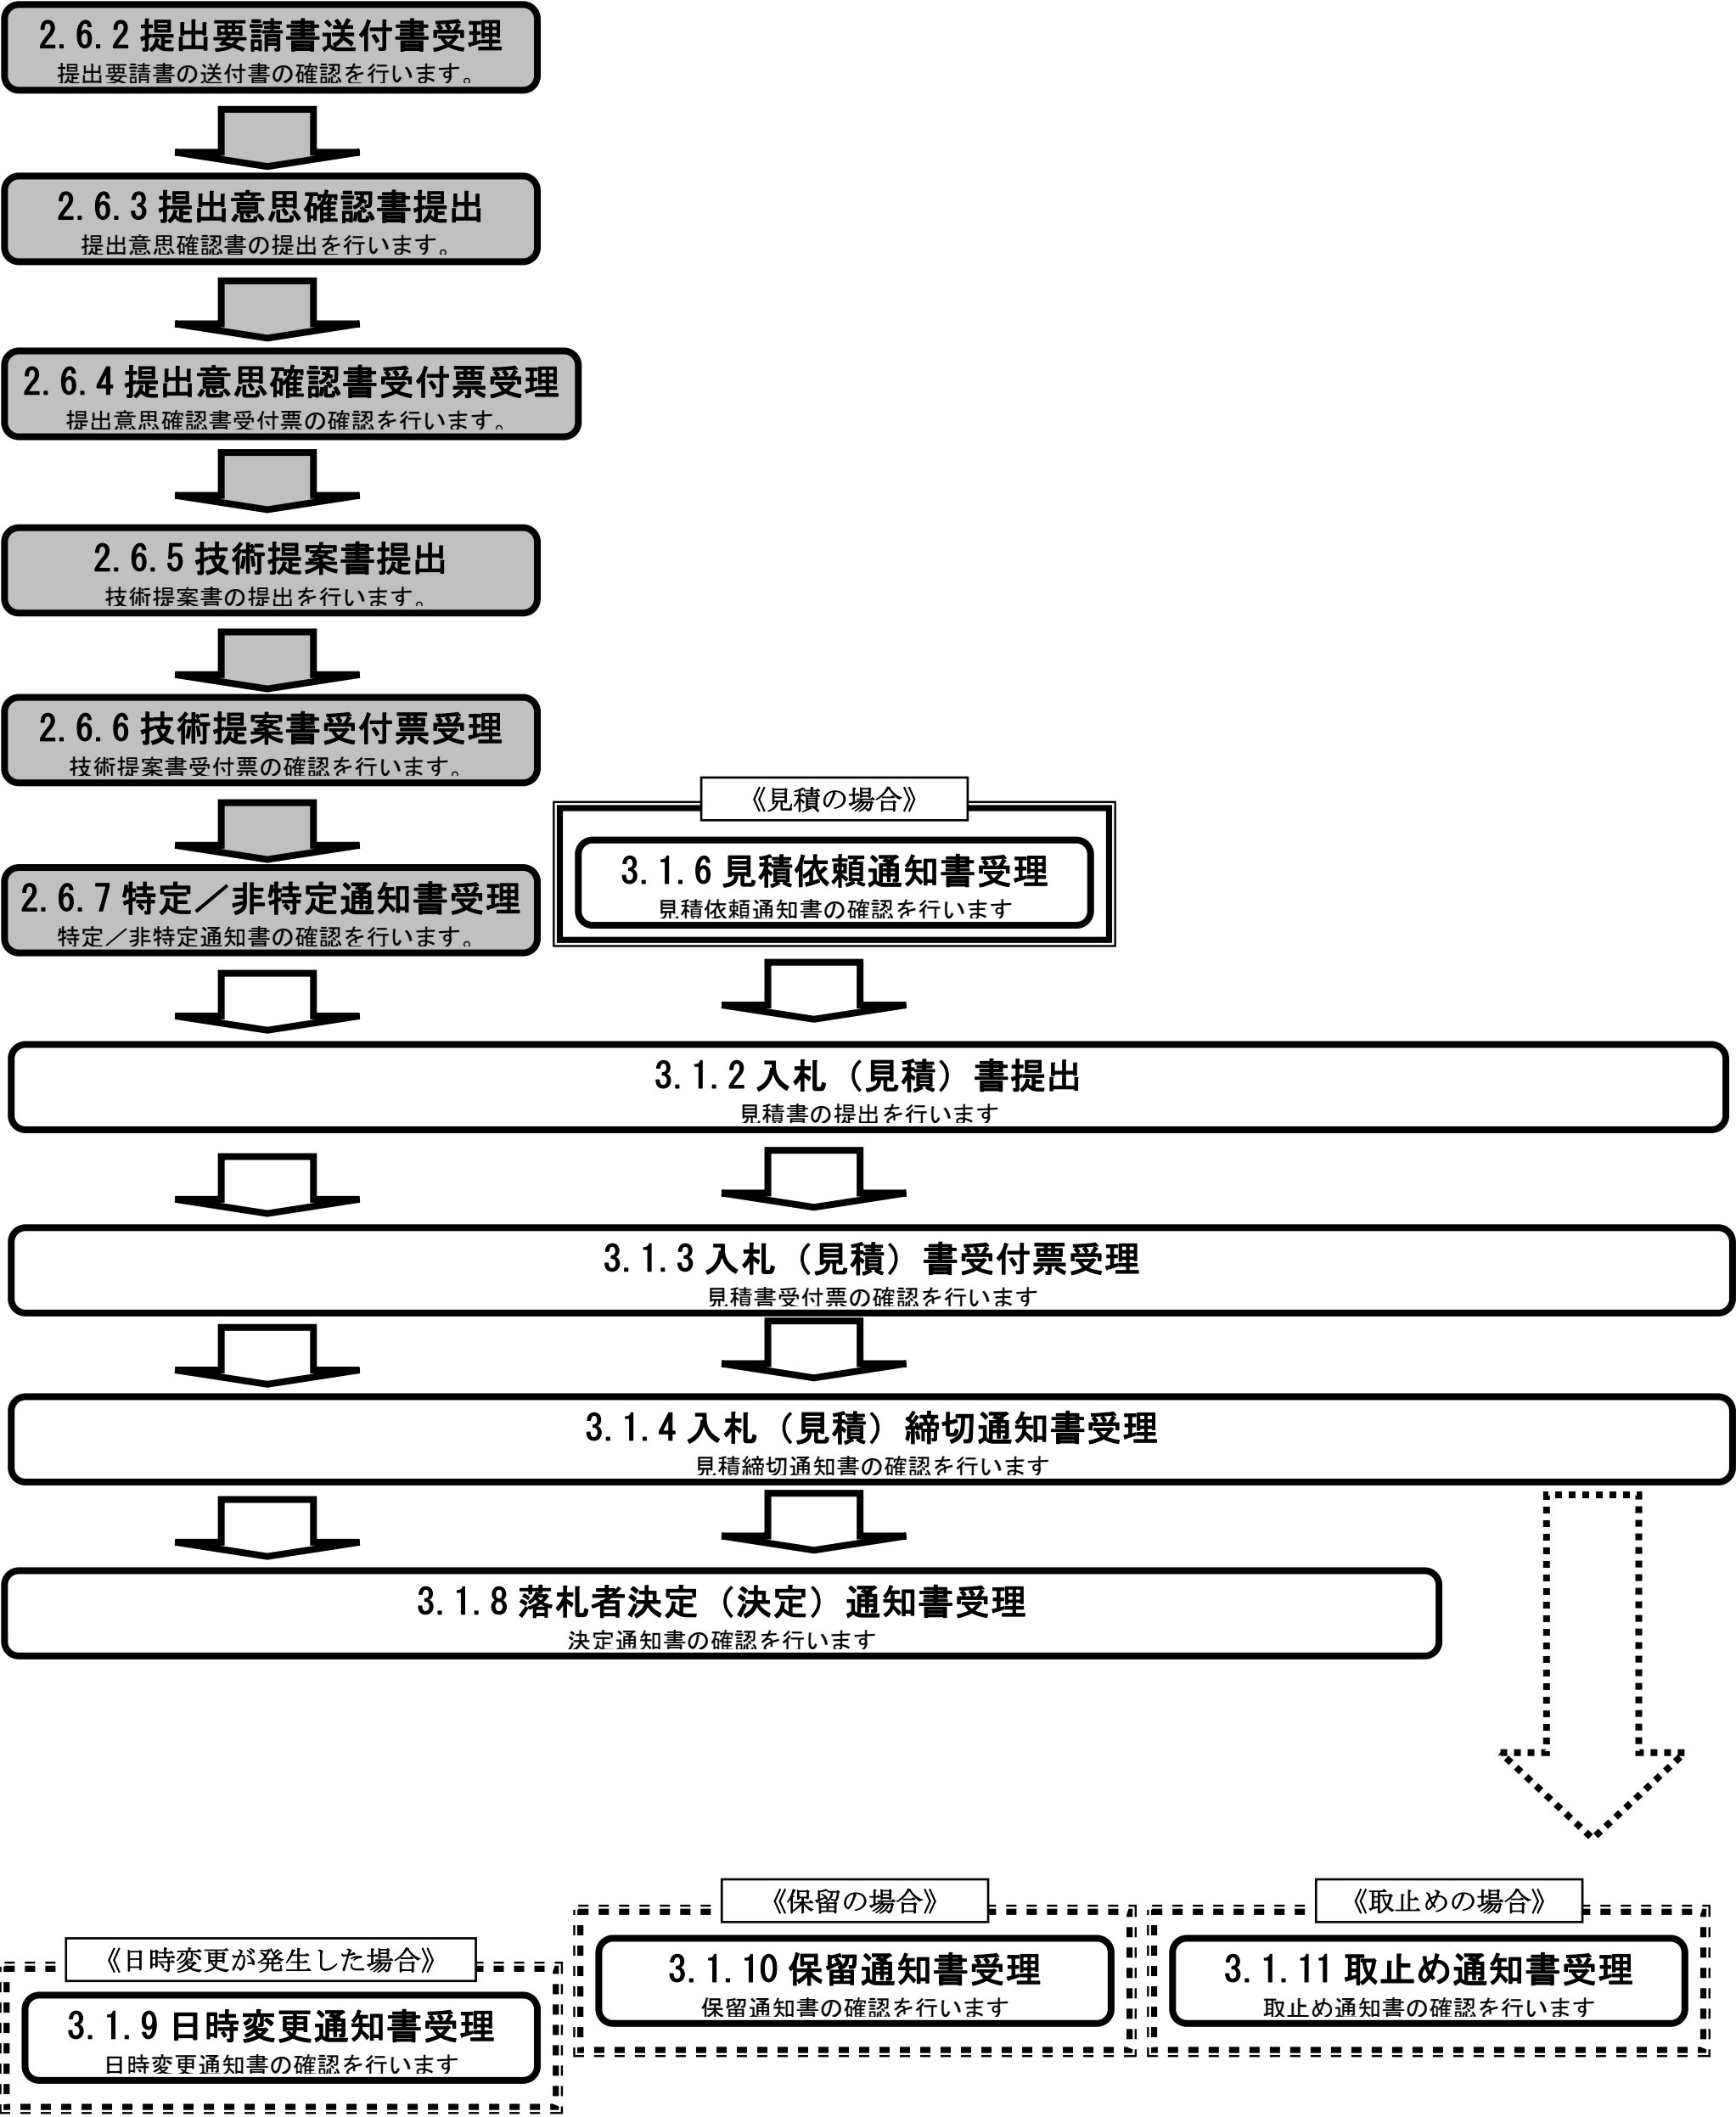 2.6.2 提出要請書送付書受理
提出要請書の送付書の確認を行います。
2.6.3 提出意思確認書提出
提出意思確認書の提出を行います。
2.6.4 提出意思確認書受付票受理
提出意思確認書受付票の確認を行います。
2.6.5 技術提案書提出
技術提案書の提出を行います。
2.6.6 技術提案書受付票受理
技術提案書受付票の確認を行います。
2.6.7 特定／非特定通知書受理
特定／非特定通知書の確認を行います。
《見積の場合》
3.1.6 見積依頼通知書受理
見積依頼通知書の確認を行います
3.1.2 入札（見積）書提出
見積書の提出を行います
3.1.3 入札（見積）書受付票受理
見積書受付票の確認を行います
3.1.4 入札（見積）締切通知書受理
見積締切通知書の確認を行います
3.1.8 落札者決定（決定）通知書受理
決定通知書の確認を行います
《日時変更が発生した場合》
3.1.9 日時変更通知書受理
日時変更通知書の確認を行います
《保留の場合》
3.1.10 保留通知書受理
保留通知書の確認を行います
《取止めの場合》
3.1.11 取止め通知書受理
取止め通知書の確認を行います